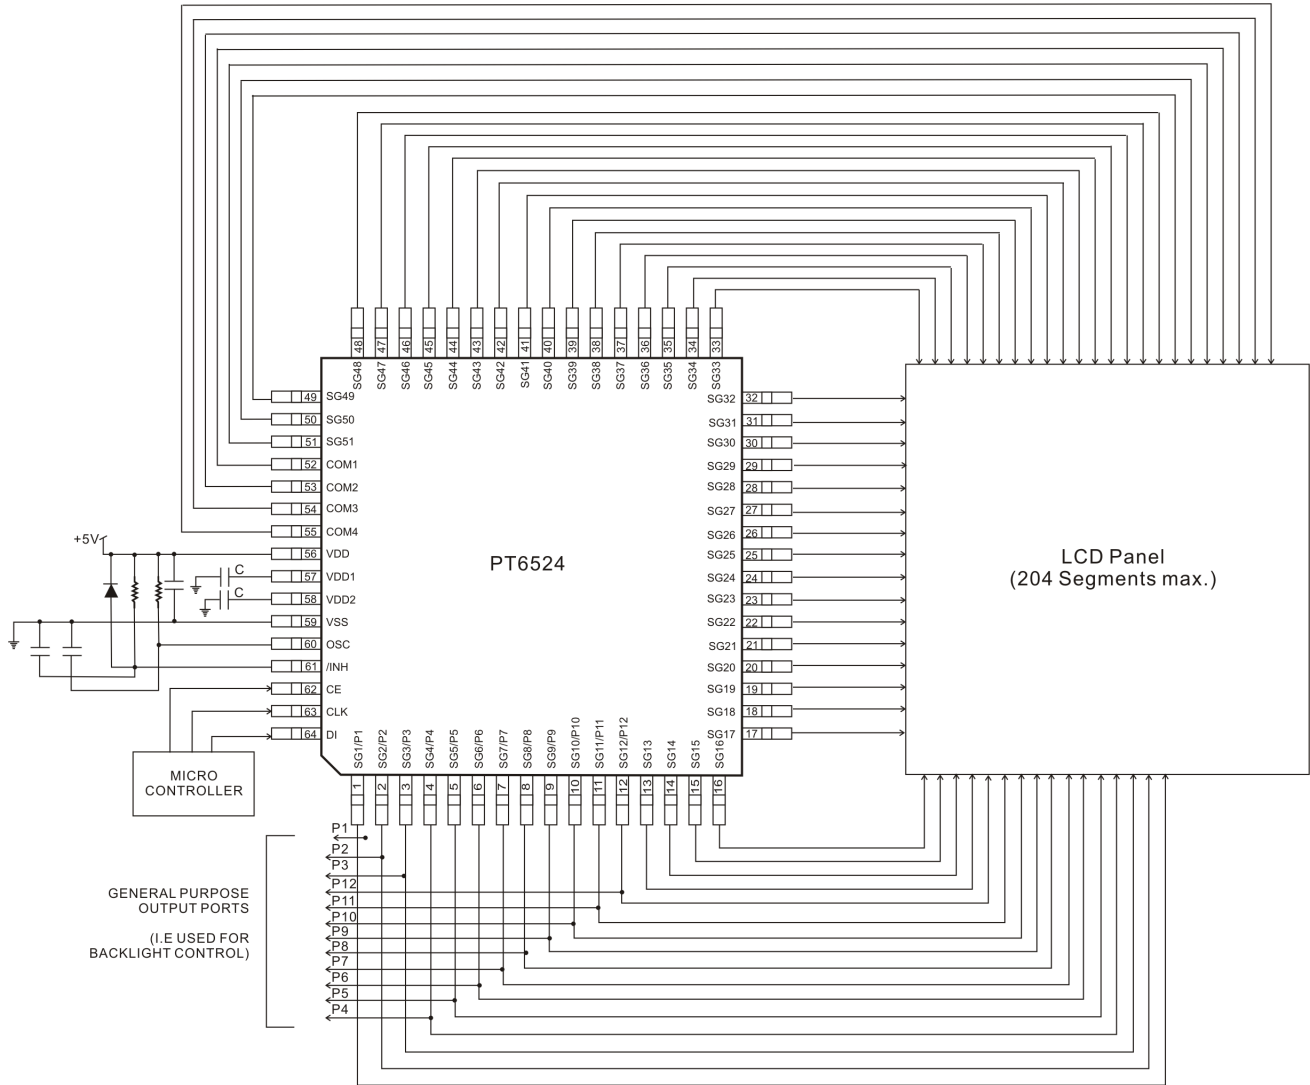 48 47 46 45 44 43 42 41 40 39 38 37 36 35 34 33
SG48 SG47 SG46 SG45 SG44 SG43 SG42 SG41 SG40 SG39 SG38 SG37 SG36 SG35 SG34 SG33
49 SG49
50 SG50
51 SG51
52 COM1
53 COM2
54 COM3
55 COM4
56 VDD
57 VDD1
58 VDD2
59 VSS
60 OSC
61 /INH
62 CE
63 CLK
64 DI
+5V
C
C
PT6524
SG32 32
SG31 31
SG30 30
SG29 29
SG28 28
SG27 27
SG26 26
SG25 25
SG24 24
SG23 23
SG22 22
SG21 21
SG20 20
SG19 19
SG18 18
SG17 17
LCD Panel
(204 Segments max.)
MICRO
CONTROLLER
SG1/P1 SG2/P2 SG3/P3 SG4/P4 SG5/P5 SG6/P6 SG7/P7 SG8/P8 SG9/P9 SG10/P10 SG11/P11 SG12/P12 SG13 SG14 SG15 SG16
1 2 3 4 5 6 7 8 9 10 11 12 13 14 15 16
P1
P2
P3
P12
P11
P10
P9
P8
P7
P6
P5
P4
GENERAL PURPOSE
OUTPUT PORTS
(I.E USED FOR
BACKLIGHT CONTROL)